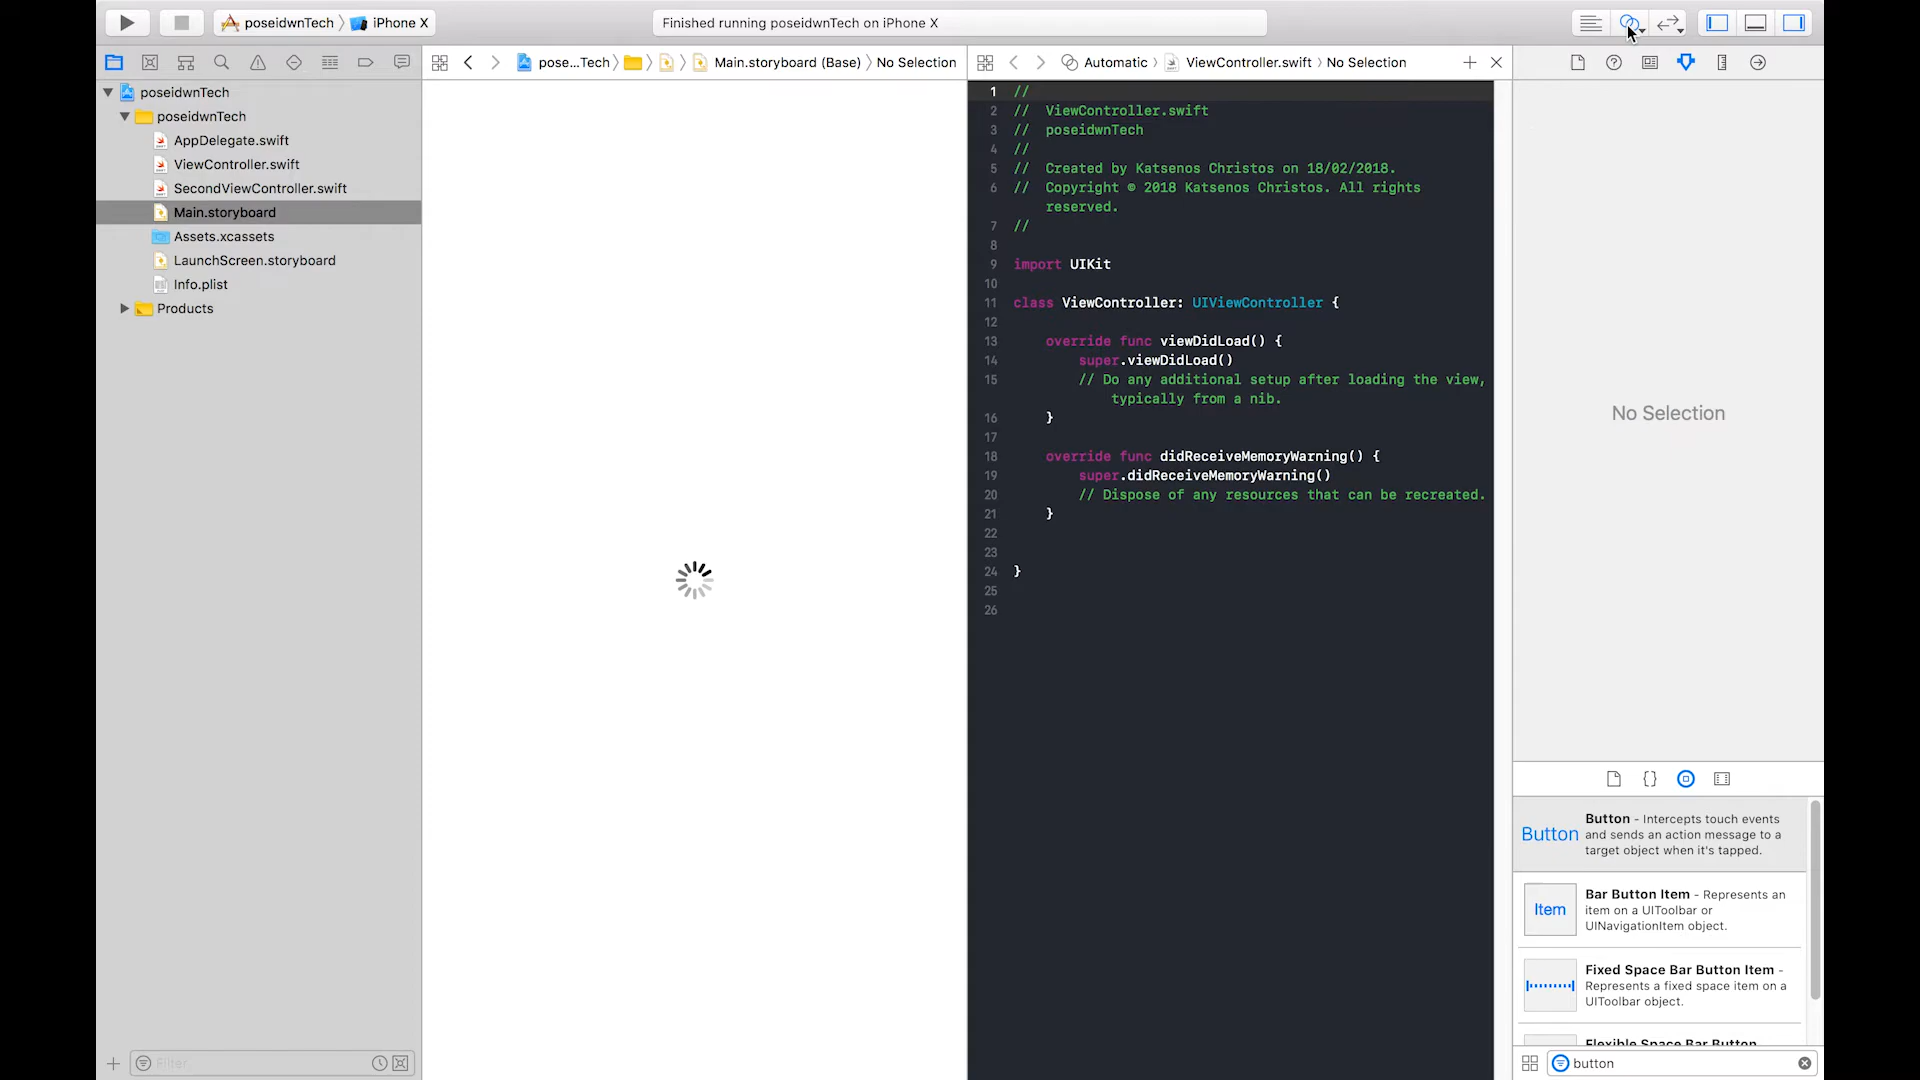 poseidwnTech
iPhone X
Finished running poseidwnTech on iPhone X
pose...Tech
Main.storyboard (Base)
No Selection
Automatic
ViewController.swift
No Selection
poseidwnTech
poseidwnTech
AppDelegate.swift
ViewController.swift
SecondViewController.swift
Main.storyboard
Assets.xcassets
LaunchScreen.storyboard
Info.plist
Products
Filter
1 //
2 //  ViewController.swift
3 //  poseidwnTech
4 //
5 //  Created by Katsenos Christos on 18/02/2018.
6 //  Copyright © 2018 Katsenos Christos. All rights
reserved.
7 //
8
9 import UIKit
10
11 class ViewController: UIViewController {
12
13 override func viewDidLoad() {
14 super.viewDidLoad()
15 // Do any additional setup after loading the view,
typically from a nib.
16 }
17
18 override func didReceiveMemoryWarning() {
19 super.didReceiveMemoryWarning()
20 // Dispose of any resources that can be recreated.
21 }
22
23
24 }
25
26
No Selection
{}
Button
Button - Intercepts touch events
and sends an action message to a
target object when it's tapped.
Item
Bar Button Item - Represents an
item on a UIToolbar or
UINavigationItem object.
Fixed Space Bar Button Item -
Represents a fixed space item on a
UIToolbar object.
Flexible Space Bar Button
button